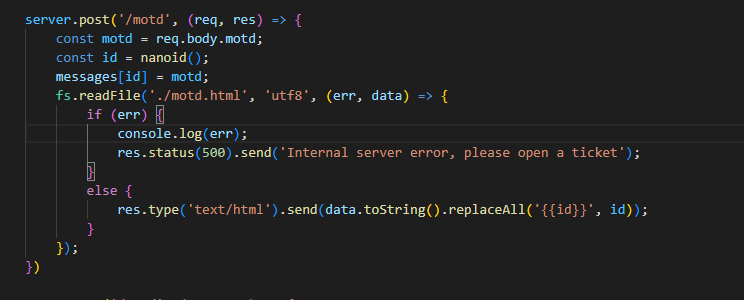 server.post('/motd', (req, res) => {
    const motd = req.body.motd;
    const id = nanoid();
    messages[id] = motd;
    fs.readFile('./motd.html', 'utf8', (err, data) => {
        if (err) {
            console.log(err);
            res.status(500).send('Internal server error, please open a ticket');
        }
        else {
            res.type('text/html').send(data.toString().replaceAll('{{id}}', id));
        }
    });
})